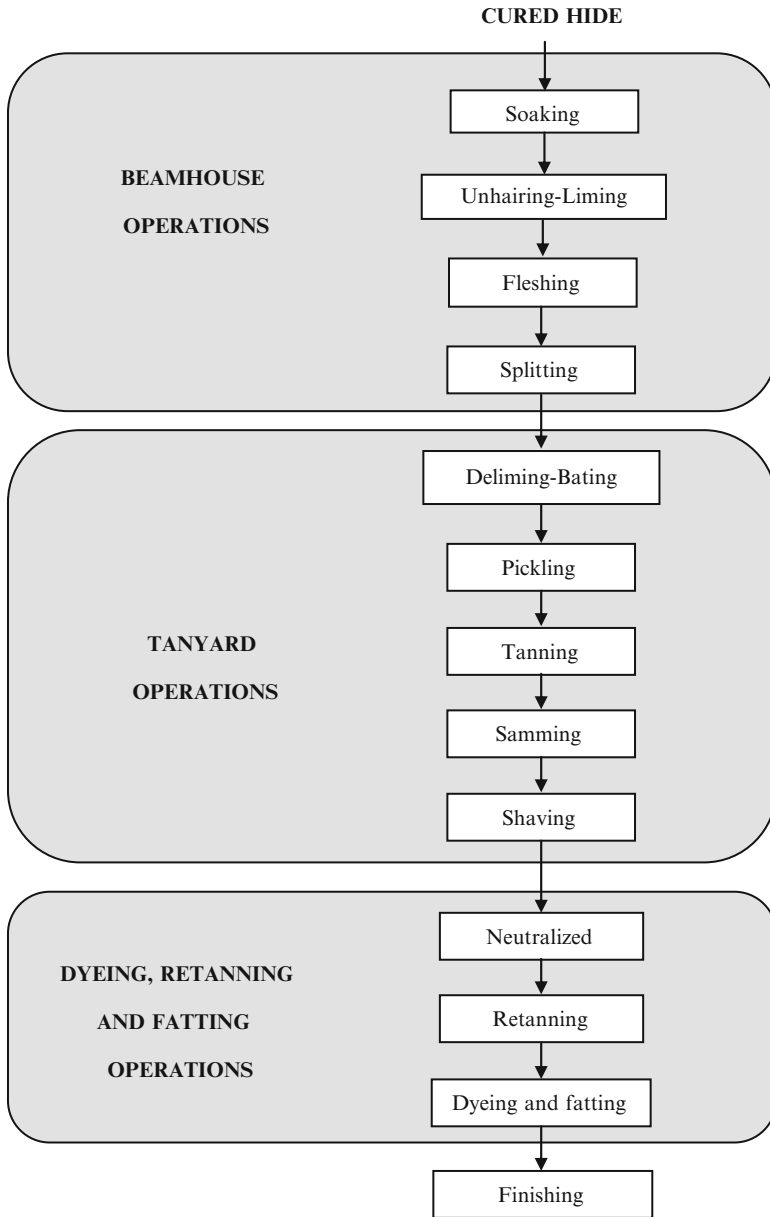 CURED HIDE
Soaking
BEAMHOUSE
OPERATIONS
Unhairing-Liming
Fleshing
Splitting
Deliming-Bating
Pickling
TANYARD
OPERATIONS
Tanning
Samming
Shaving
Neutralized
DYEING, RETANNING
AND FATTING
OPERATIONS
Retanning
Dyeing and fatting
Finishing